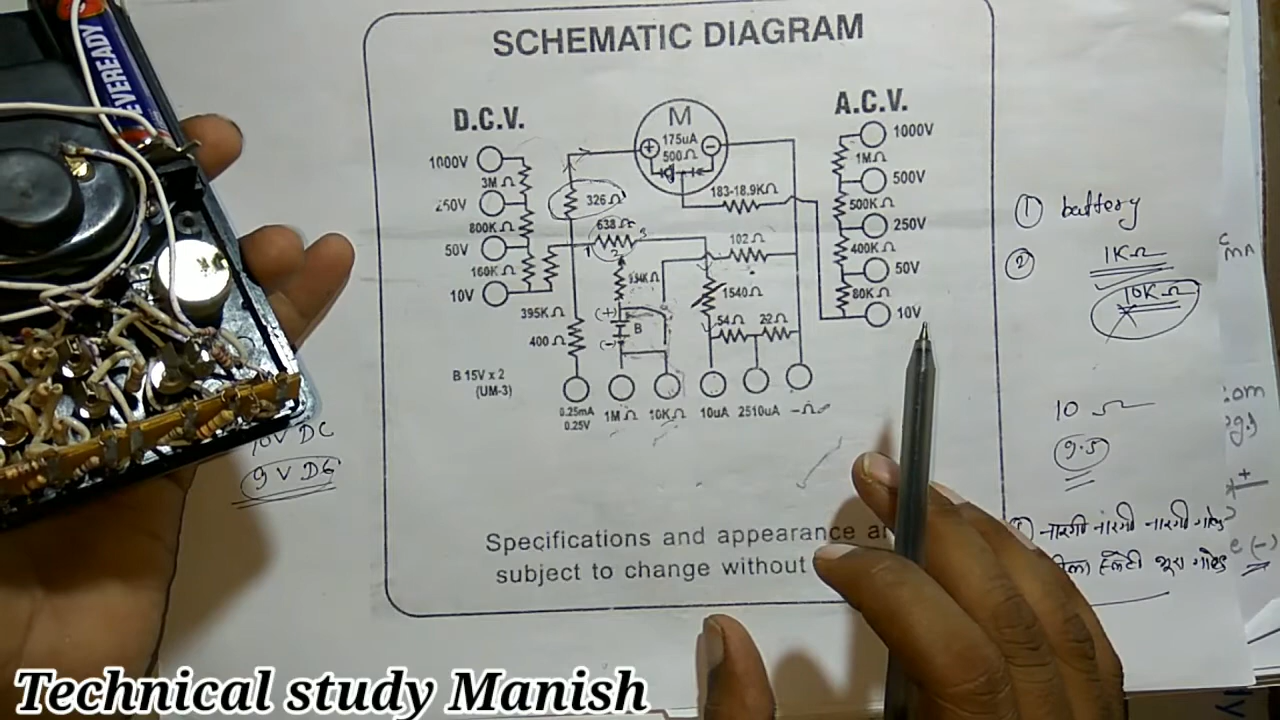 EVEREADY
SCHEMATIC DIAGRAM
D.C.V.
A.C.V.
M
175uA
500Ω
1000V
3MΩ
250V
800KΩ
50V
160KΩ
10V
395KΩ
400Ω
326Ω
638Ω
102Ω
1540Ω
54Ω
22Ω
183-18.9KΩ
1000V
1MΩ
500V
500KΩ
250V
400KΩ
50V
80KΩ
10V
(+)
B
(-)
B 15V x 2
(UM-3)
0.25mA
0.25V
1MΩ
10KΩ
10uA
2510uA
-Ω
Specifications and appearance
subject to change without
① battery
②
1KΩ
10KΩ
10 Ω
9.5
10V DC
9V DC
नारंगी नारंगी नारंगी गोल्ड
Technical study Manish